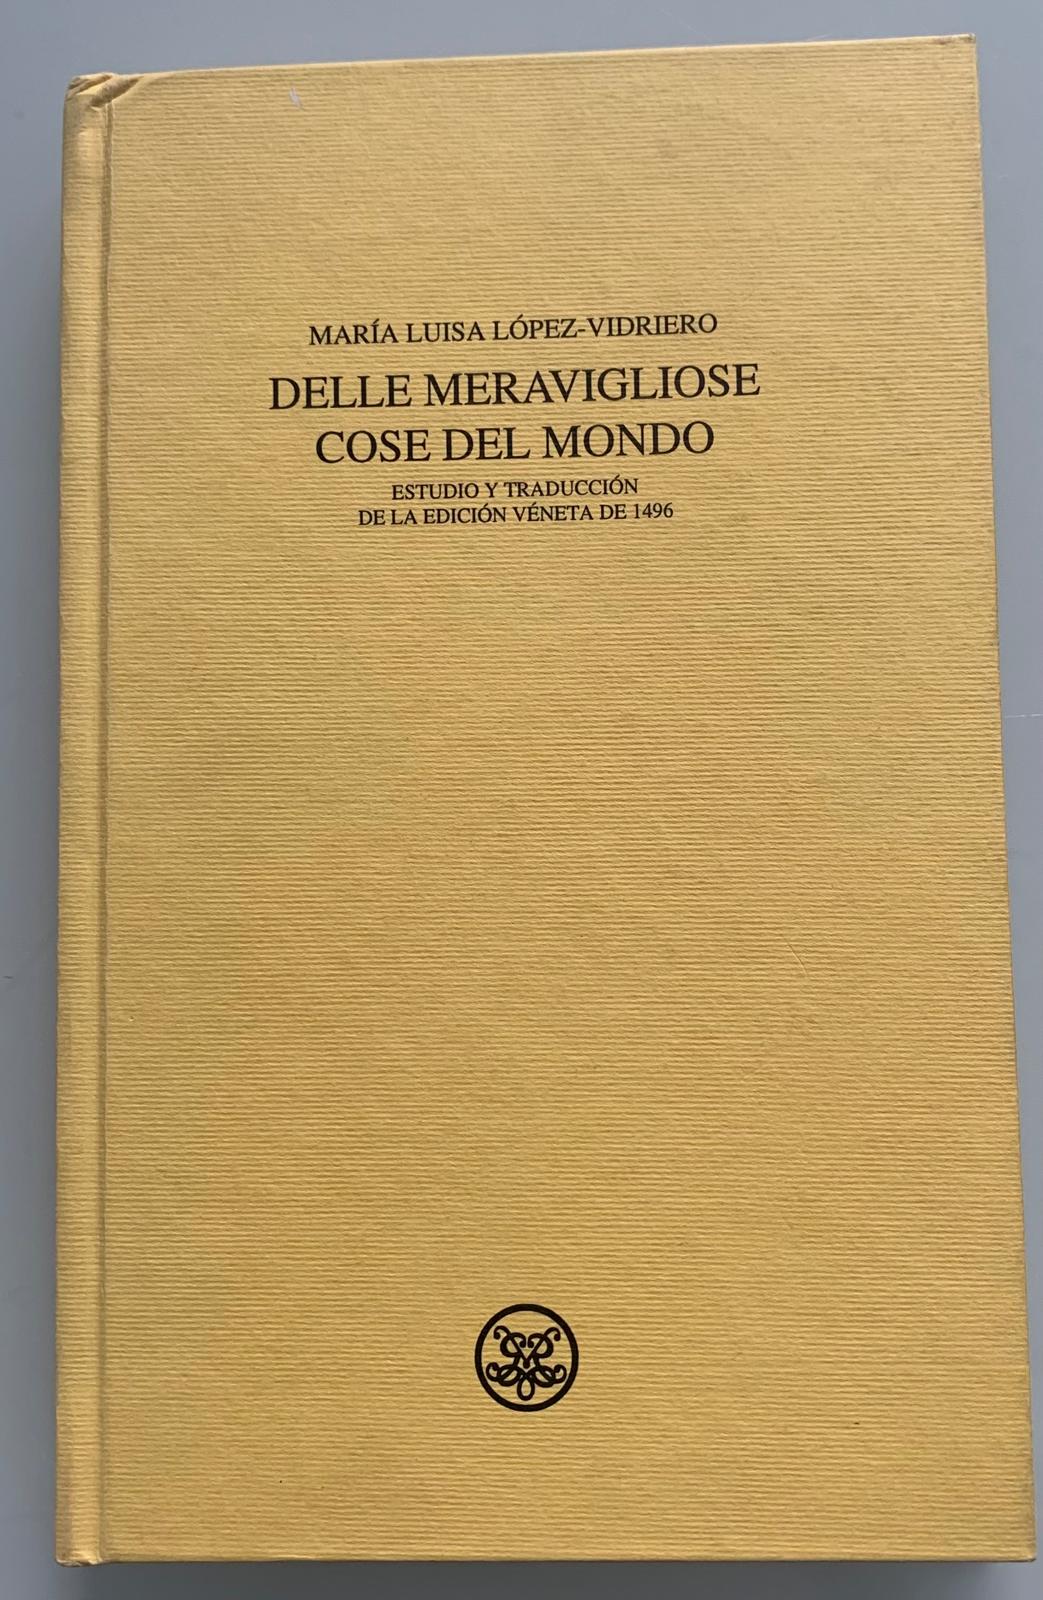 MARÍA LUISA LÓPEZ-VIDRIERO
DELLE MERAVIGLIOSE
COSE DEL MONDO
ESTUDIO Y TRADUCCIÓN
DE LA EDICIÓN VÉNETA DE 1496